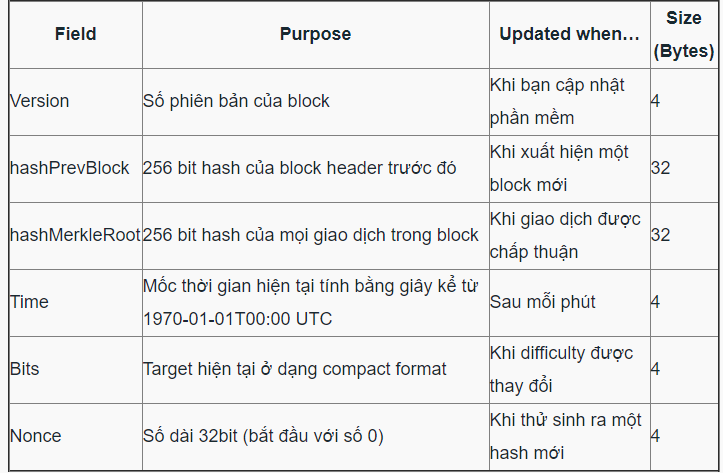 Field Purpose Updated when… Size
(Bytes)
Version Số phiên bản của block Khi bạn cập nhật
phần mềm 4
hashPrevBlock 256 bit hash của block header trước đó Khi xuất hiện một
block mới 32
hashMerkleRoot 256 bit hash của mọi giao dịch trong block Khi giao dịch được
chấp thuận 32
Time Mốc thời gian hiện tại tính bằng giây kể từ
1970-01-01T00:00 UTC Sau mỗi phút 4
Bits Target hiện tại ở dạng compact format Khi difficulty được
thay đổi 4
Nonce Số dài 32bit (bắt đầu với số 0) Khi thử sinh ra một
hash mới 4